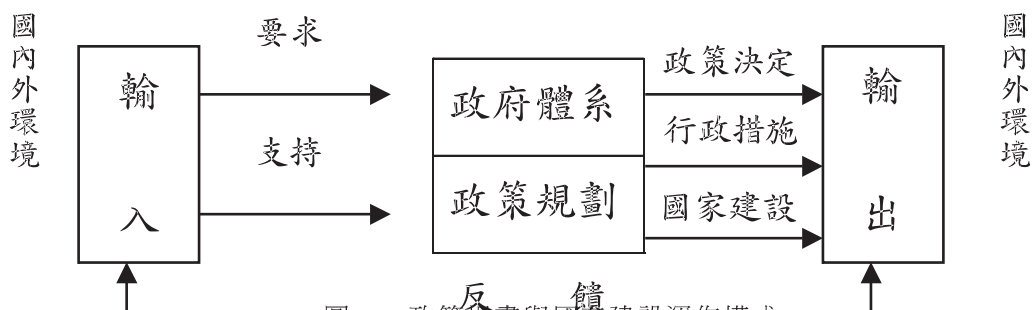 國內外環境
輸入
要求
支持
政府體系
政策規劃
政策決定
行政措施
國家建設
輸出
國內外環境
反饋